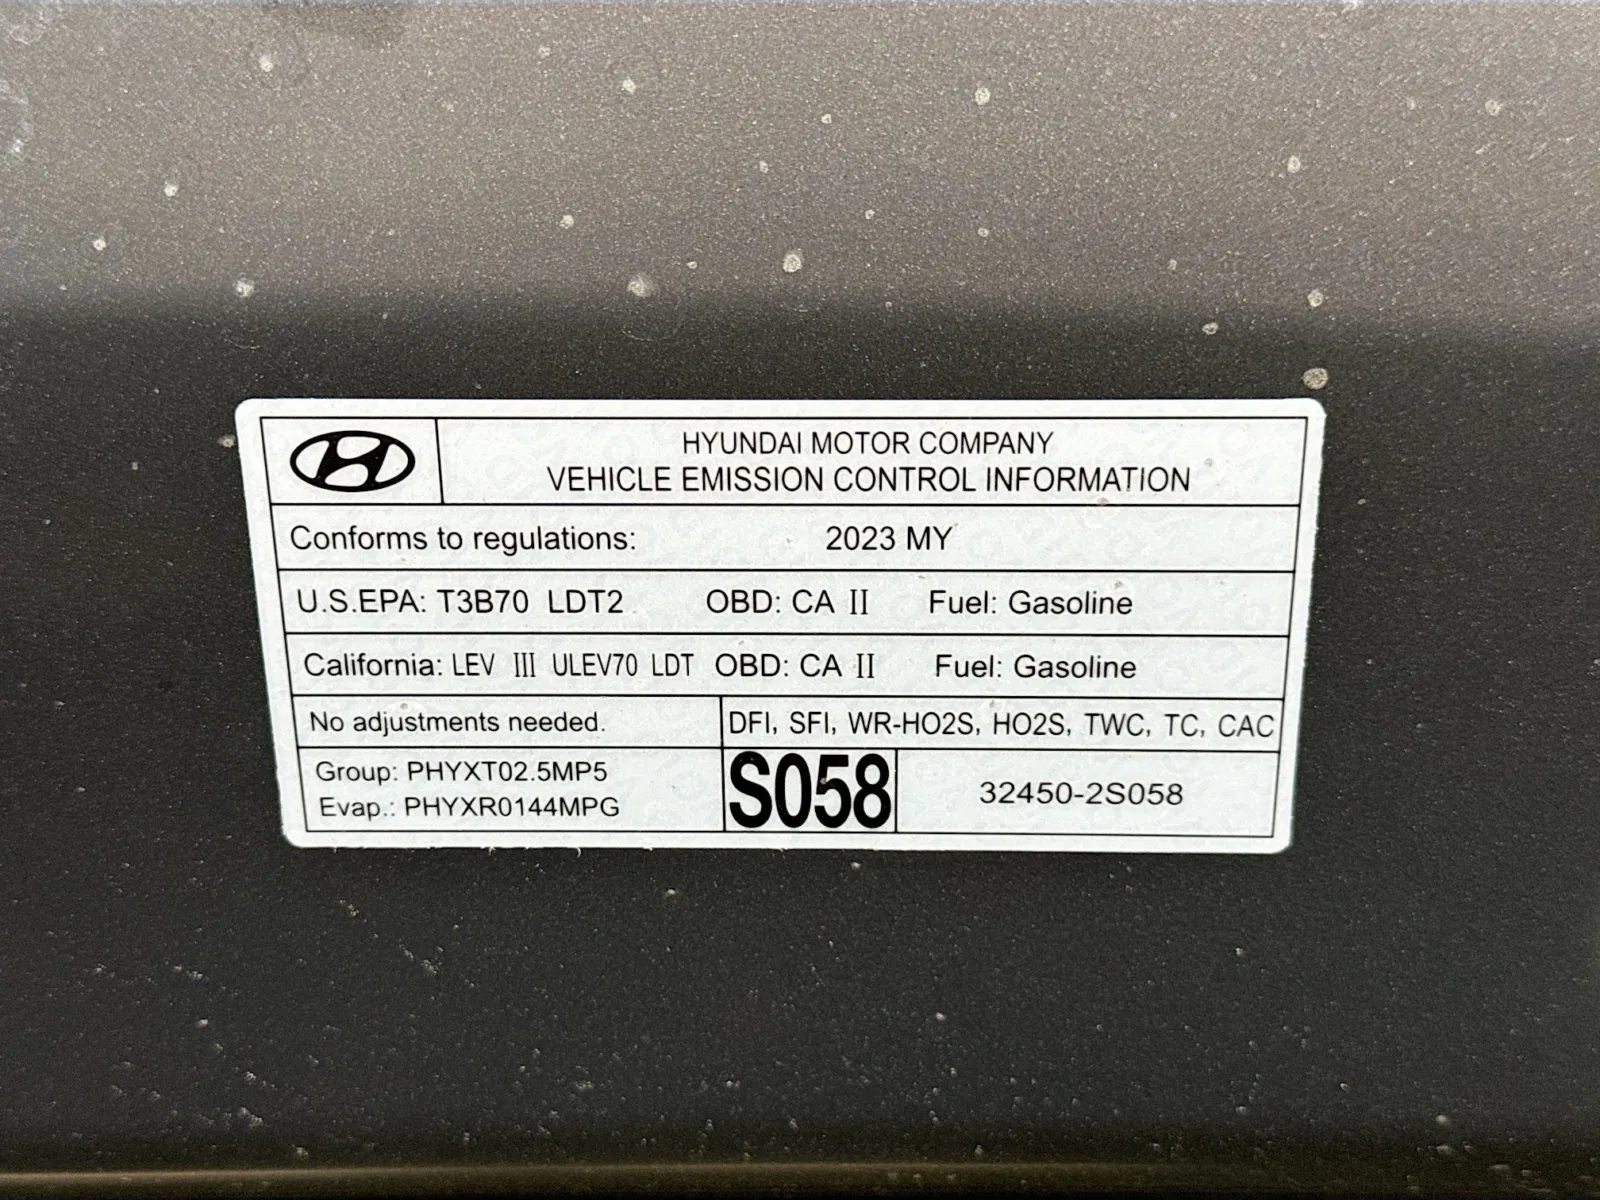 HYUNDAI MOTOR COMPANY
VEHICLE EMISSION CONTROL INFORMATION
Conforms to regulations: 2023 MY
U.S.EPA: T3B70 LDT2 OBD: CA II Fuel: Gasoline
California: LEV III ULEV70 LDT OBD: CA II Fuel: Gasoline
No adjustments needed. DFI, SFI, WR-HO2S, HO2S, TWC, TC, CAC
Group: PHYXT02.5MP5
Evap.: PHYXR0144MPG
S058
32450-2S058